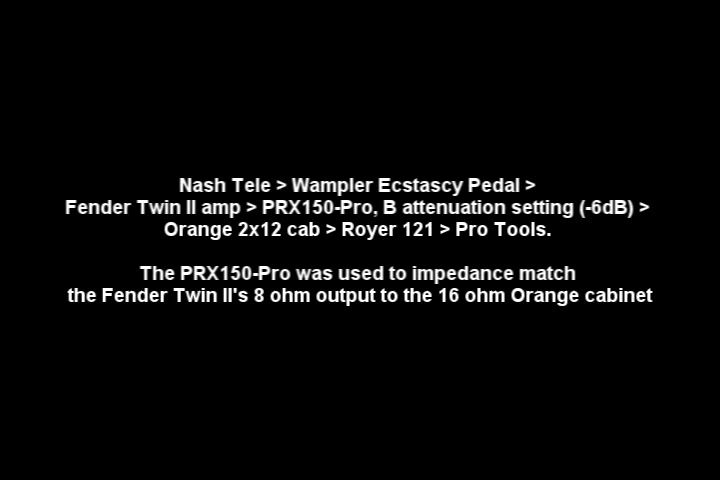 Nash Tele > Wampler Ecstascy Pedal >
Fender Twin II amp > PRX150-Pro, B attenuation setting (-6dB) >
Orange 2x12 cab > Royer 121 > Pro Tools.
The PRX150-Pro was used to impedance match
the Fender Twin II's 8 ohm output to the 16 ohm Orange cabinet